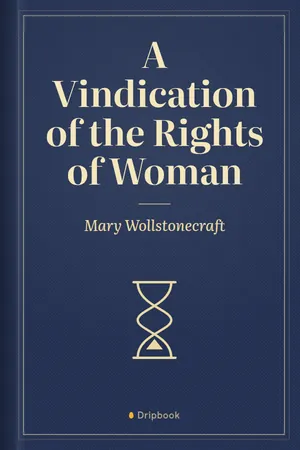 A
Vindication
of the Rights
of Woman
Mary Wollstonecraft
Dripbook